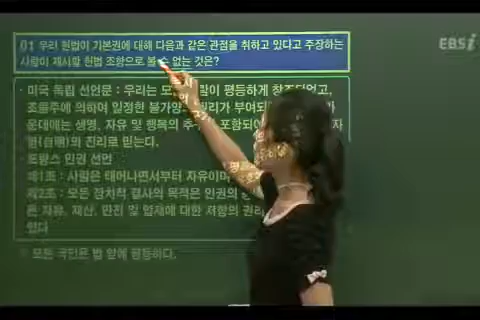 EBSi
01 우리 헌법이 기본권에 대해 다음과 같은 관점을 취하고 있다고 주장하는
사람이 제시할 헌법 조항으로 볼 수 없는 것은?
· 미국 독립 선언문 : 우리는 모 람이 평등하게 창조되었고,
조물주에 의하여 일정한 불가양 리가 부여되
운데에는 생명, 자유 및 행복의 추 포함되어 자
명(自明)의 진리로 믿는다.
프랑스 인권 선언
제1조 : 사람은 태어나면서부터 자유이며 평
제2조 : 모든 정치적 결사의 목적은 인권의
은 자유, 재산, 안전 및 압제에 대한 저항의 권리
있다
모든 국민은 법 앞에 평등하다.